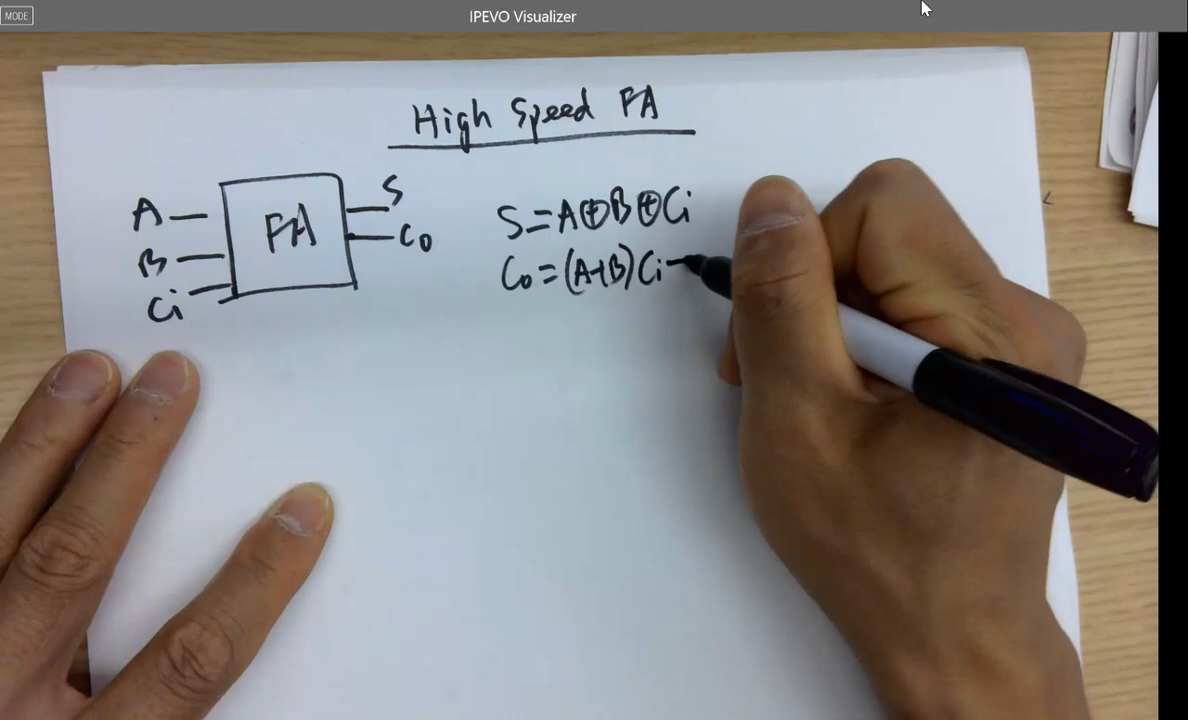 MODE
IPEVO Visualizer
High Speed FA
A
B
Ci
FA
S
Co
S=A⊕B⊕Ci
Co=(A+B)Ci